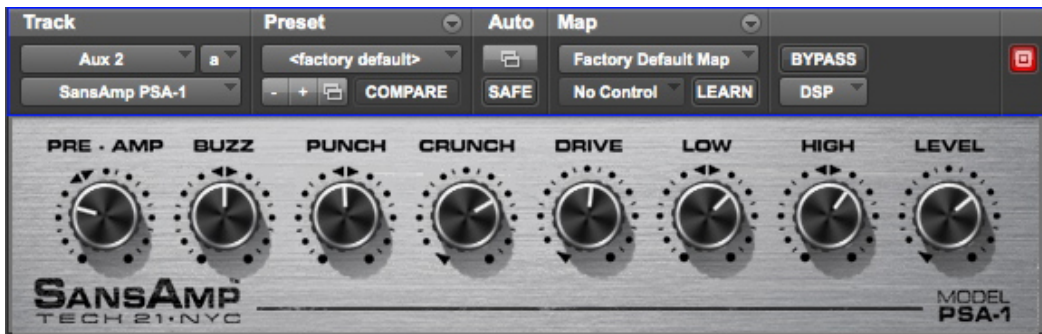 Track Preset Auto Map
Aux 2 a <factory default> Factory Default Map BYPASS
SansAmp PSA-1 - + COMPARE SAFE No Control LEARN DSP
PRE - AMP BUZZ PUNCH CRUNCH DRIVE LOW HIGH LEVEL
SANSAMP™
TECH 21•NYC
MODEL
PSA-1